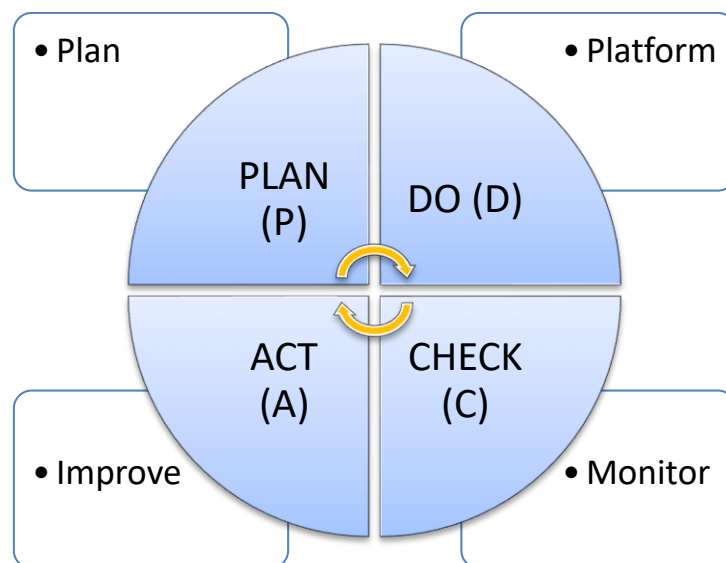 • Plan
• Platform
PLAN
(P)
DO (D)
ACT
(A)
CHECK
(C)
• Improve
• Monitor